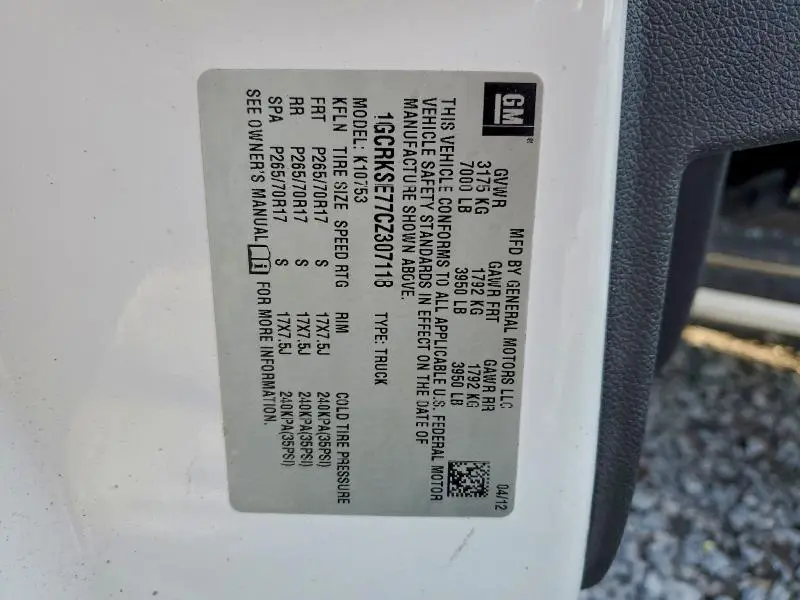 GM
MFD BY GENERAL MOTORS LLC 04/12
GVWR GAWR FRT GAWR RR
3175 KG 1792 KG 1792 KG
7000 LB 3950 LB 3950 LB
THIS VEHICLE CONFORMS TO ALL APPLICABLE U.S. FEDERAL MOTOR
VEHICLE SAFETY STANDARDS IN EFFECT ON THE DATE OF
MANUFACTURE SHOWN ABOVE.
1GCRKSE77CZ307118
TYPE: TRUCK
MODEL: K10753
KFLN TIRE SIZE SPEED RTG RIM COLD TIRE PRESSURE
FRT P265/70R17 S 17X7.5J 240KPA(35PSI)
RR P265/70R17 S 17X7.5J 240KPA(35PSI)
SPA P265/70R17 S 17X7.5J 240KPA(35PSI)
SEE OWNER'S MANUAL FOR MORE INFORMATION.